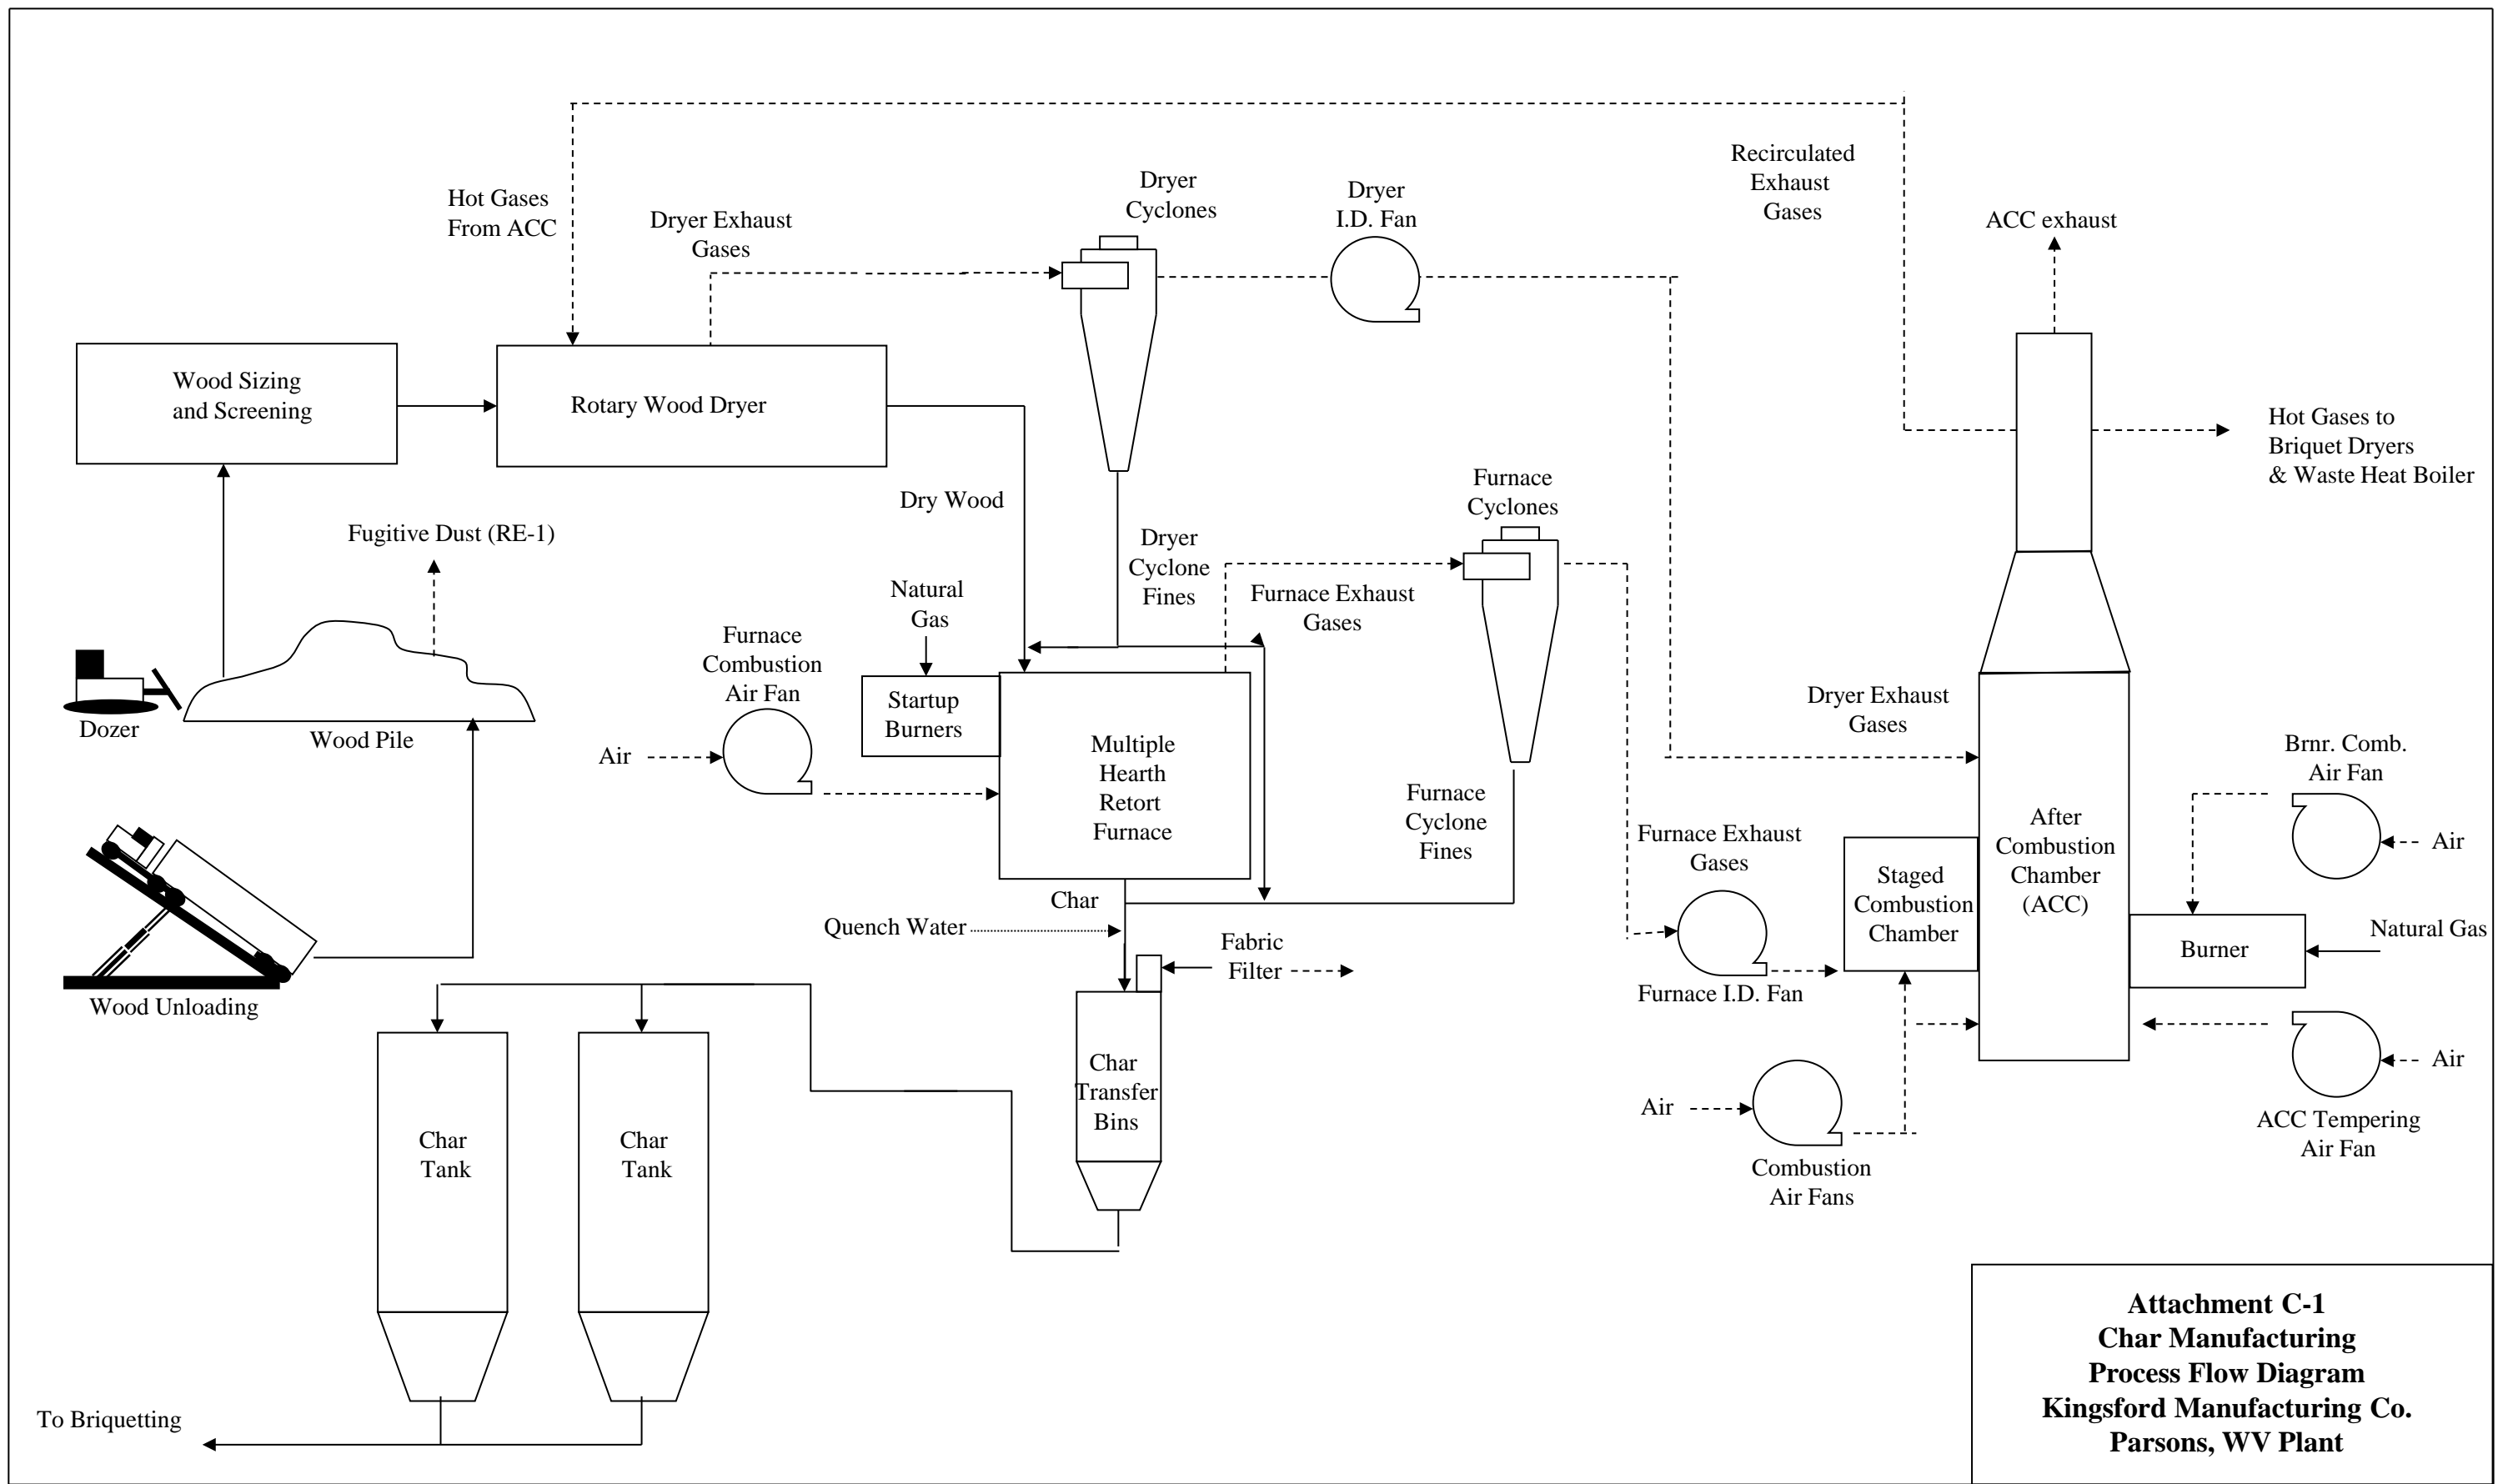 Recirculated
Exhaust
Gases
Hot Gases
From ACC
Dryer Exhaust
Gases
Dryer
Cyclones
Dryer
I.D. Fan
ACC exhaust
Wood Sizing
and Screening
Rotary Wood Dryer
Hot Gases to
Briquet Dryers
& Waste Heat Boiler
Dry Wood
Furnace
Cyclones
Fugitive Dust (RE-1)
Dryer
Cyclone
Fines
Natural
Gas
Furnace Exhaust
Gases
Furnace
Combustion
Air Fan
Startup
Burners
Dryer Exhaust
Gases
Dozer
Wood Pile
Air
Multiple
Hearth
Retort
Furnace
Brnr. Comb.
Air Fan
Furnace
Cyclone
Fines
Furnace Exhaust
Gases
After
Combustion
Chamber
(ACC)
Air
Staged
Combustion
Chamber
Char
Quench Water
Fabric
Filter
Burner
Natural Gas
Wood Unloading
Furnace I.D. Fan
Char
Transfer
Bins
Air
Air
ACC Tempering
Air Fan
Char
Tank
Char
Tank
Combustion
Air Fans
To Briquetting
Attachment C-1
Char Manufacturing
Process Flow Diagram
Kingsford Manufacturing Co.
Parsons, WV Plant